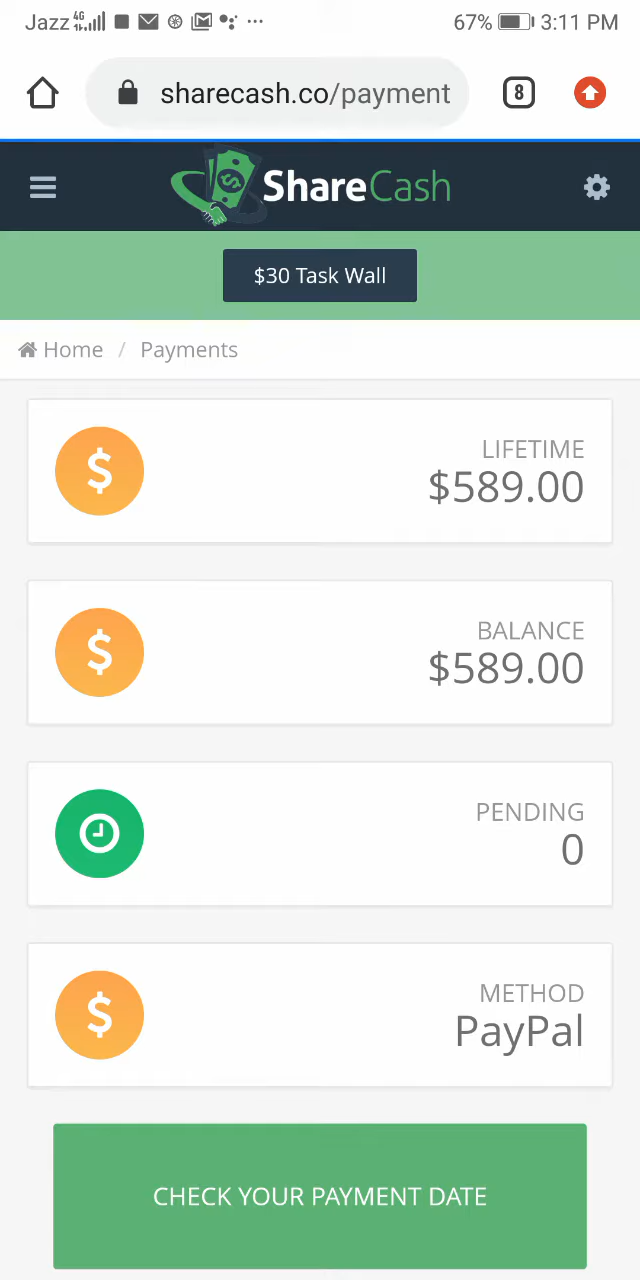 Jazz 4G 67% 3:11 PM
sharecash.co/payment 8
ShareCash
$30 Task Wall
Home / Payments
LIFETIME
$589.00
BALANCE
$589.00
PENDING
0
METHOD
PayPal
CHECK YOUR PAYMENT DATE